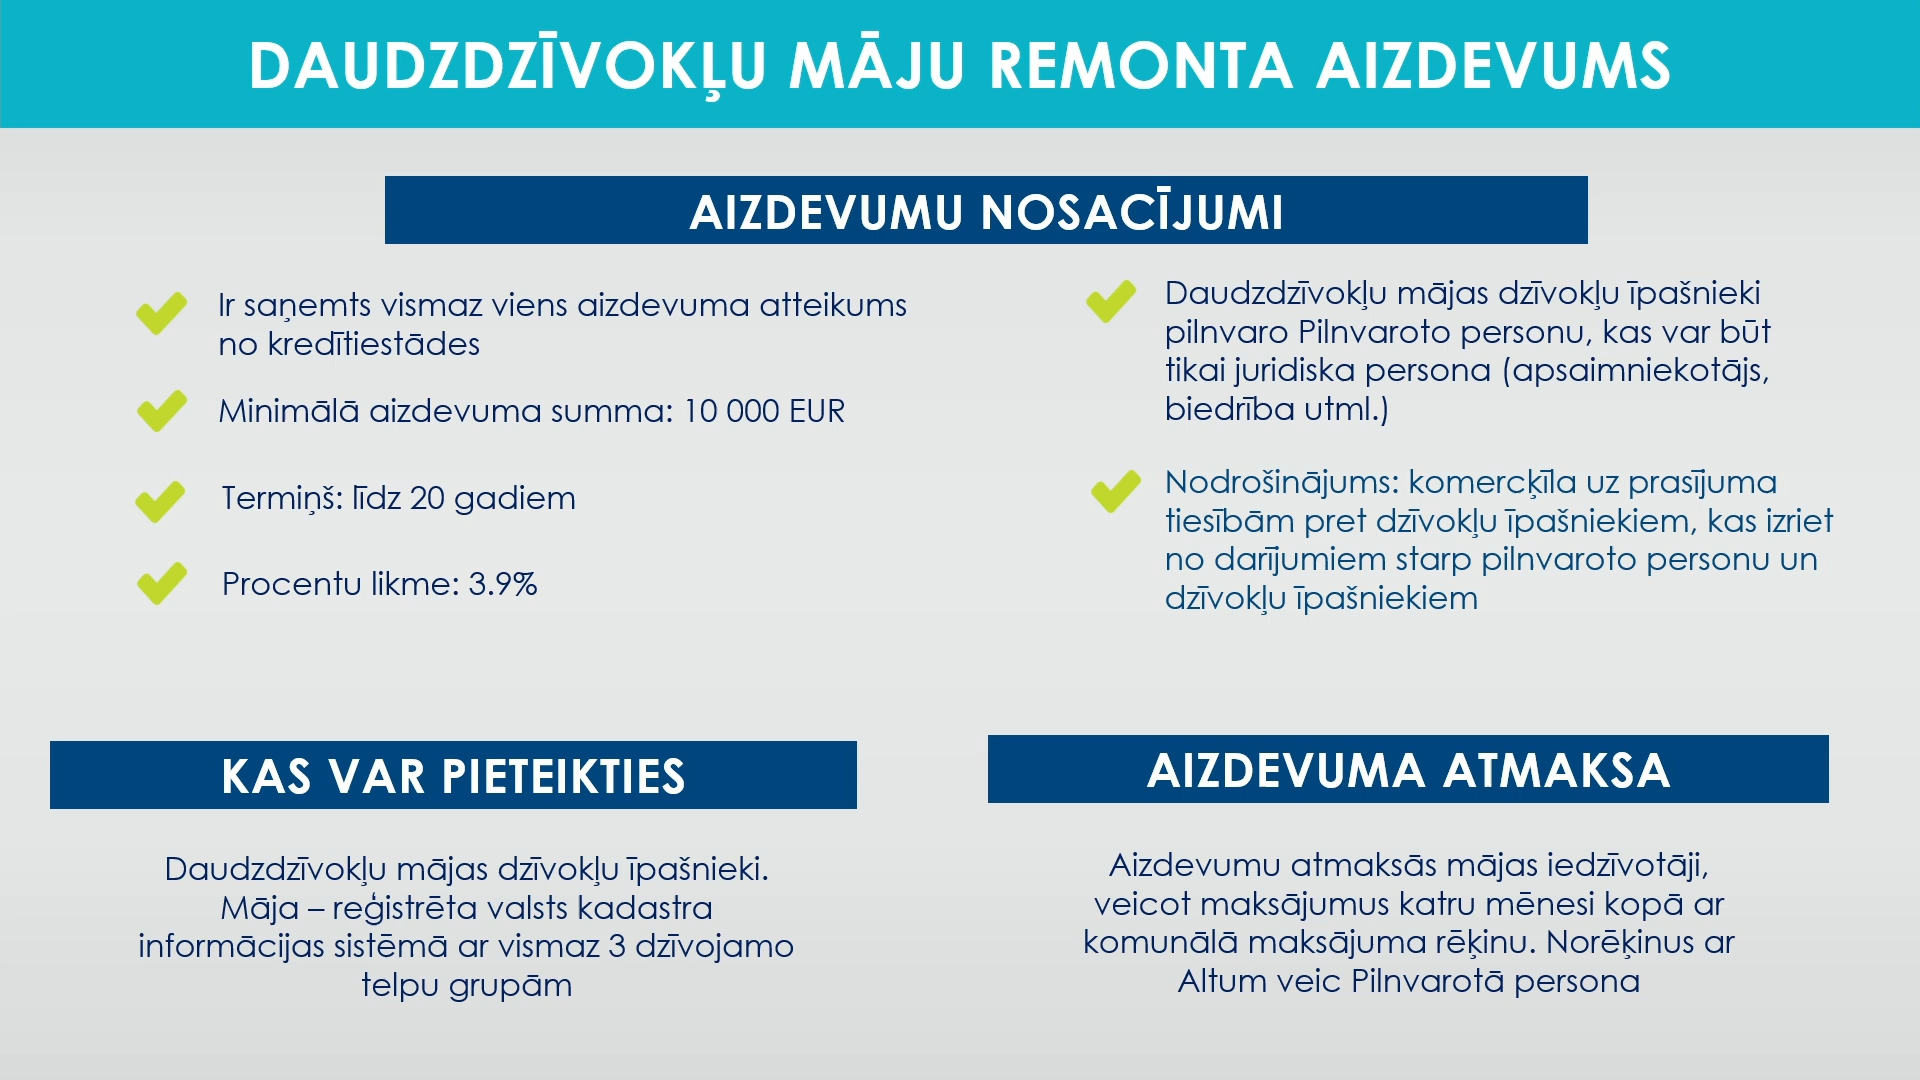 DAUDZDZĪVOKĻU MĀJU REMONTA AIZDEVUMS
AIZDEVUMU NOSACĪJUMI
Ir saņemts vismaz viens aizdevuma atteikums
no kredītiestādes
Minimālā aizdevuma summa: 10 000 EUR
Termiņš: līdz 20 gadiem
Procentu likme: 3.9%
Daudzdzīvokļu mājas dzīvokļu īpašnieki
pilnvaro Pilnvaroto personu, kas var būt
tikai juridiska persona (apsaimniekotājs,
biedrība utml.)
Nodrošinājums: komercķīla uz prasījuma
tiesībām pret dzīvokļu īpašniekiem, kas izriet
no darījumiem starp pilnvaroto personu un
dzīvokļu īpašniekiem
KAS VAR PIETEIKTIES
Daudzdzīvokļu mājas dzīvokļu īpašnieki.
Māja – reģistrēta valsts kadastra
informācijas sistēmā ar vismaz 3 dzīvojamo
telpu grupām
AIZDEVUMA ATMAKSA
Aizdevumu atmaksās mājas iedzīvotāji,
veicot maksājumus katru mēnesi kopā ar
komunālā maksājuma rēķinu. Norēķinus ar
Altum veic Pilnvarotā persona